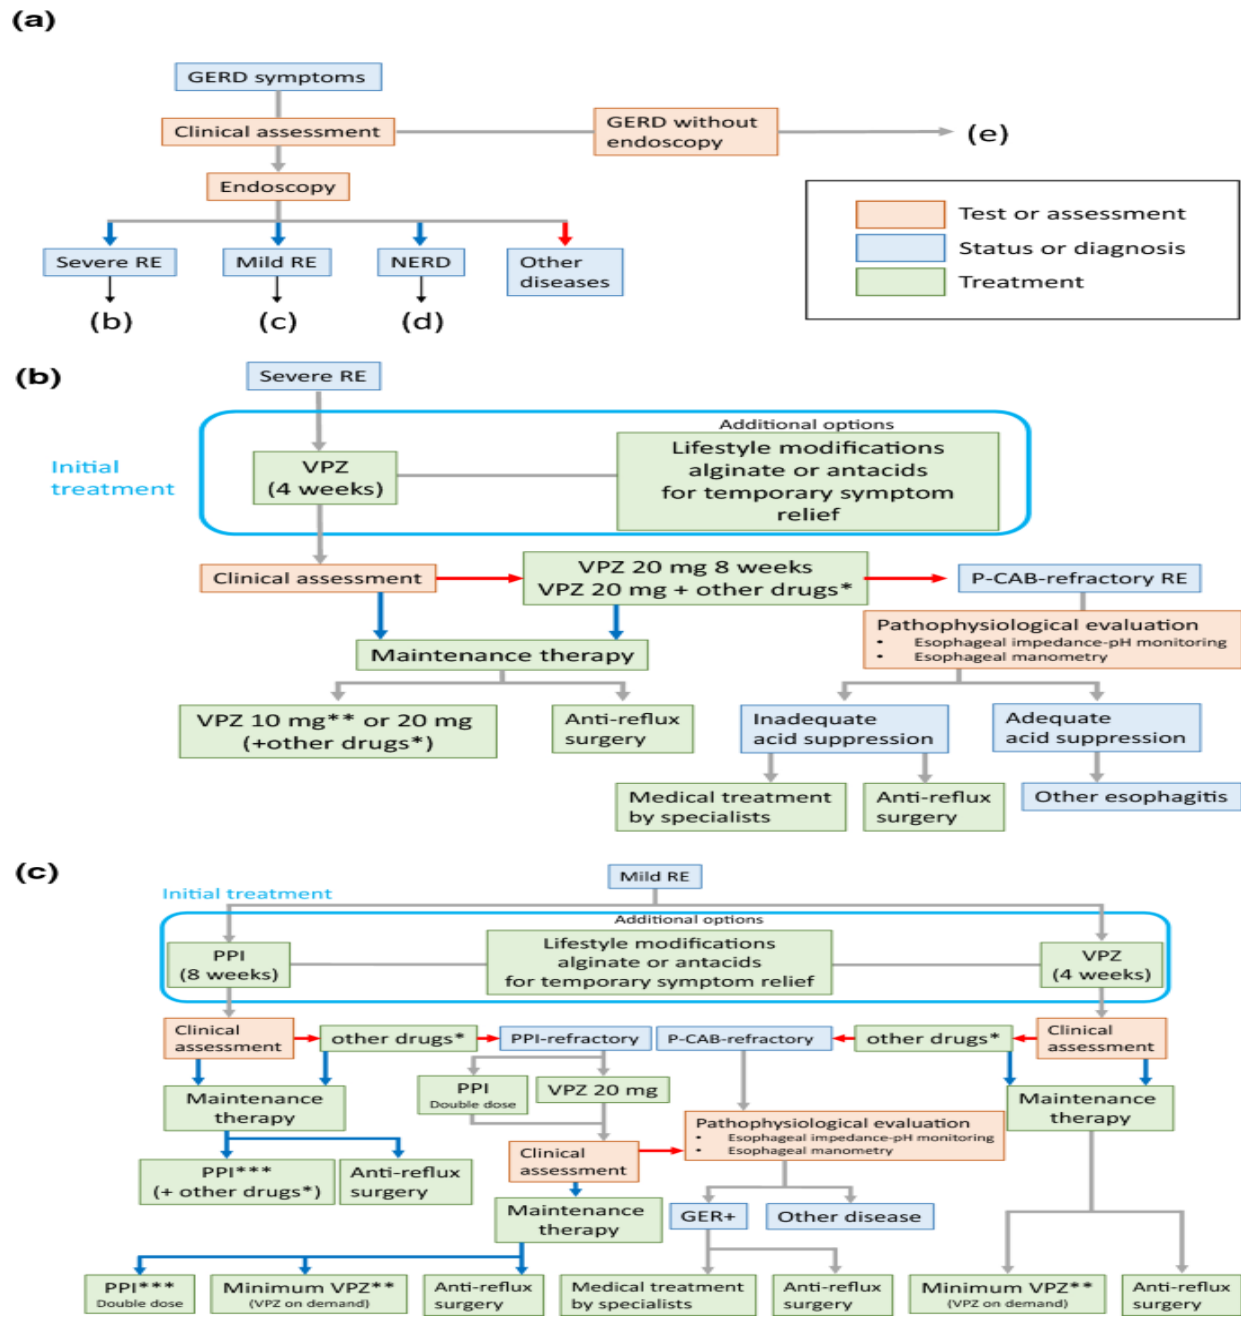 (a)
GERD symptoms
Clinical assessment
GERD without
endoscopy
(e)
Endoscopy
Test or assessment
Status or diagnosis
Treatment
Severe RE
Mild RE
NERD
Other
diseases
(b)
(c)
(d)
(b)
Severe RE
Initial
treatment
Additional options
VPZ
(4 weeks)
Lifestyle modifications
alginate or antacids
for temporary symptom
relief
Clinical assessment
VPZ 20 mg 8 weeks
VPZ 20 mg + other drugs*
P-CAB-refractory RE
Pathophysiological evaluation
• Esophageal impedance-pH monitoring
• Esophageal manometry
Maintenance therapy
VPZ 10 mg** or 20 mg
(+other drugs*)
Anti-reflux
surgery
Inadequate
acid suppression
Adequate
acid suppression
Medical treatment
by specialists
Anti-reflux
surgery
Other esophagitis
(c)
Mild RE
Initial treatment
Additional options
PPI
(8 weeks)
Lifestyle modifications
alginate or antacids
for temporary symptom relief
VPZ
(4 weeks)
Clinical
assessment
other drugs*
PPI-refractory
P-CAB-refractory
other drugs*
Clinical
assessment
Maintenance
therapy
PPI
Double dose
VPZ 20 mg
Maintenance
therapy
Pathophysiological evaluation
• Esophageal impedance-pH monitoring
• Esophageal manometry
Clinical
assessment
PPI***
(+ other drugs*)
Anti-reflux
surgery
Maintenance
therapy
GER+
Other disease
PPI***
Double dose
Minimum VPZ**
(VPZ on demand)
Anti-reflux
surgery
Medical treatment
by specialists
Anti-reflux
surgery
Minimum VPZ**
(VPZ on demand)
Anti-reflux
surgery